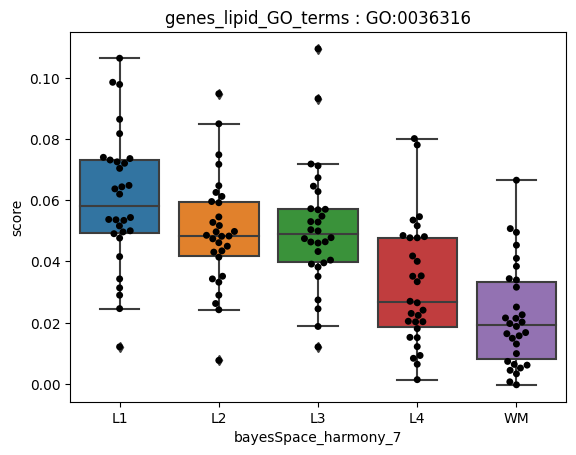 genes_lipid_GO_terms : GO:0036316
score
0.10
0.08
0.06
0.04
0.02
0.00
L1 L2 L3 L4 WM
bayesSpace_harmony_7